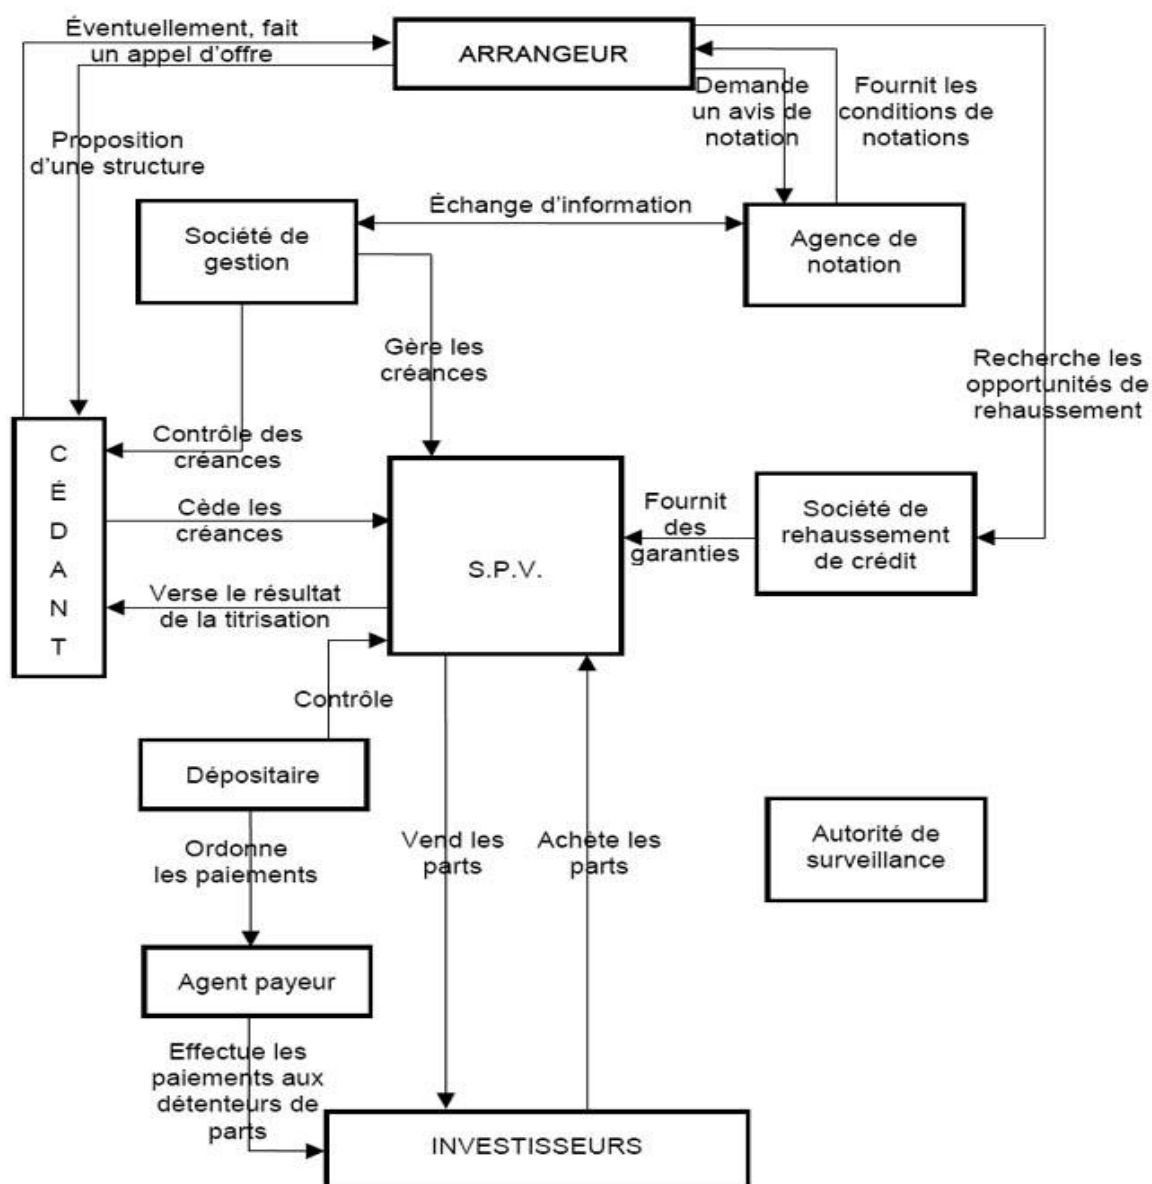 Éventuellement, fait
un appel d'offre
ARRANGEUR
Demande
un avis de
notation
Fournit les
conditions de
notations
Proposition
d'une structure
Échange d'information
Société de
gestion
Agence de
notation
Gère les
créances
Recherche les
opportunités de
rehaussement
CÉDANT
Contrôle des
créances
Cède les
créances
Verse le résultat
de la titrisation
S.P.V.
Fournit
des
garanties
Société de
rehaussement
de crédit
Contrôle
Dépositaire
Ordonne
les paiements
Vend les
parts
Achète les
parts
Autorité de
surveillance
Agent payeur
Effectue les
paiements aux
détenteurs de
parts
INVESTISSEURS